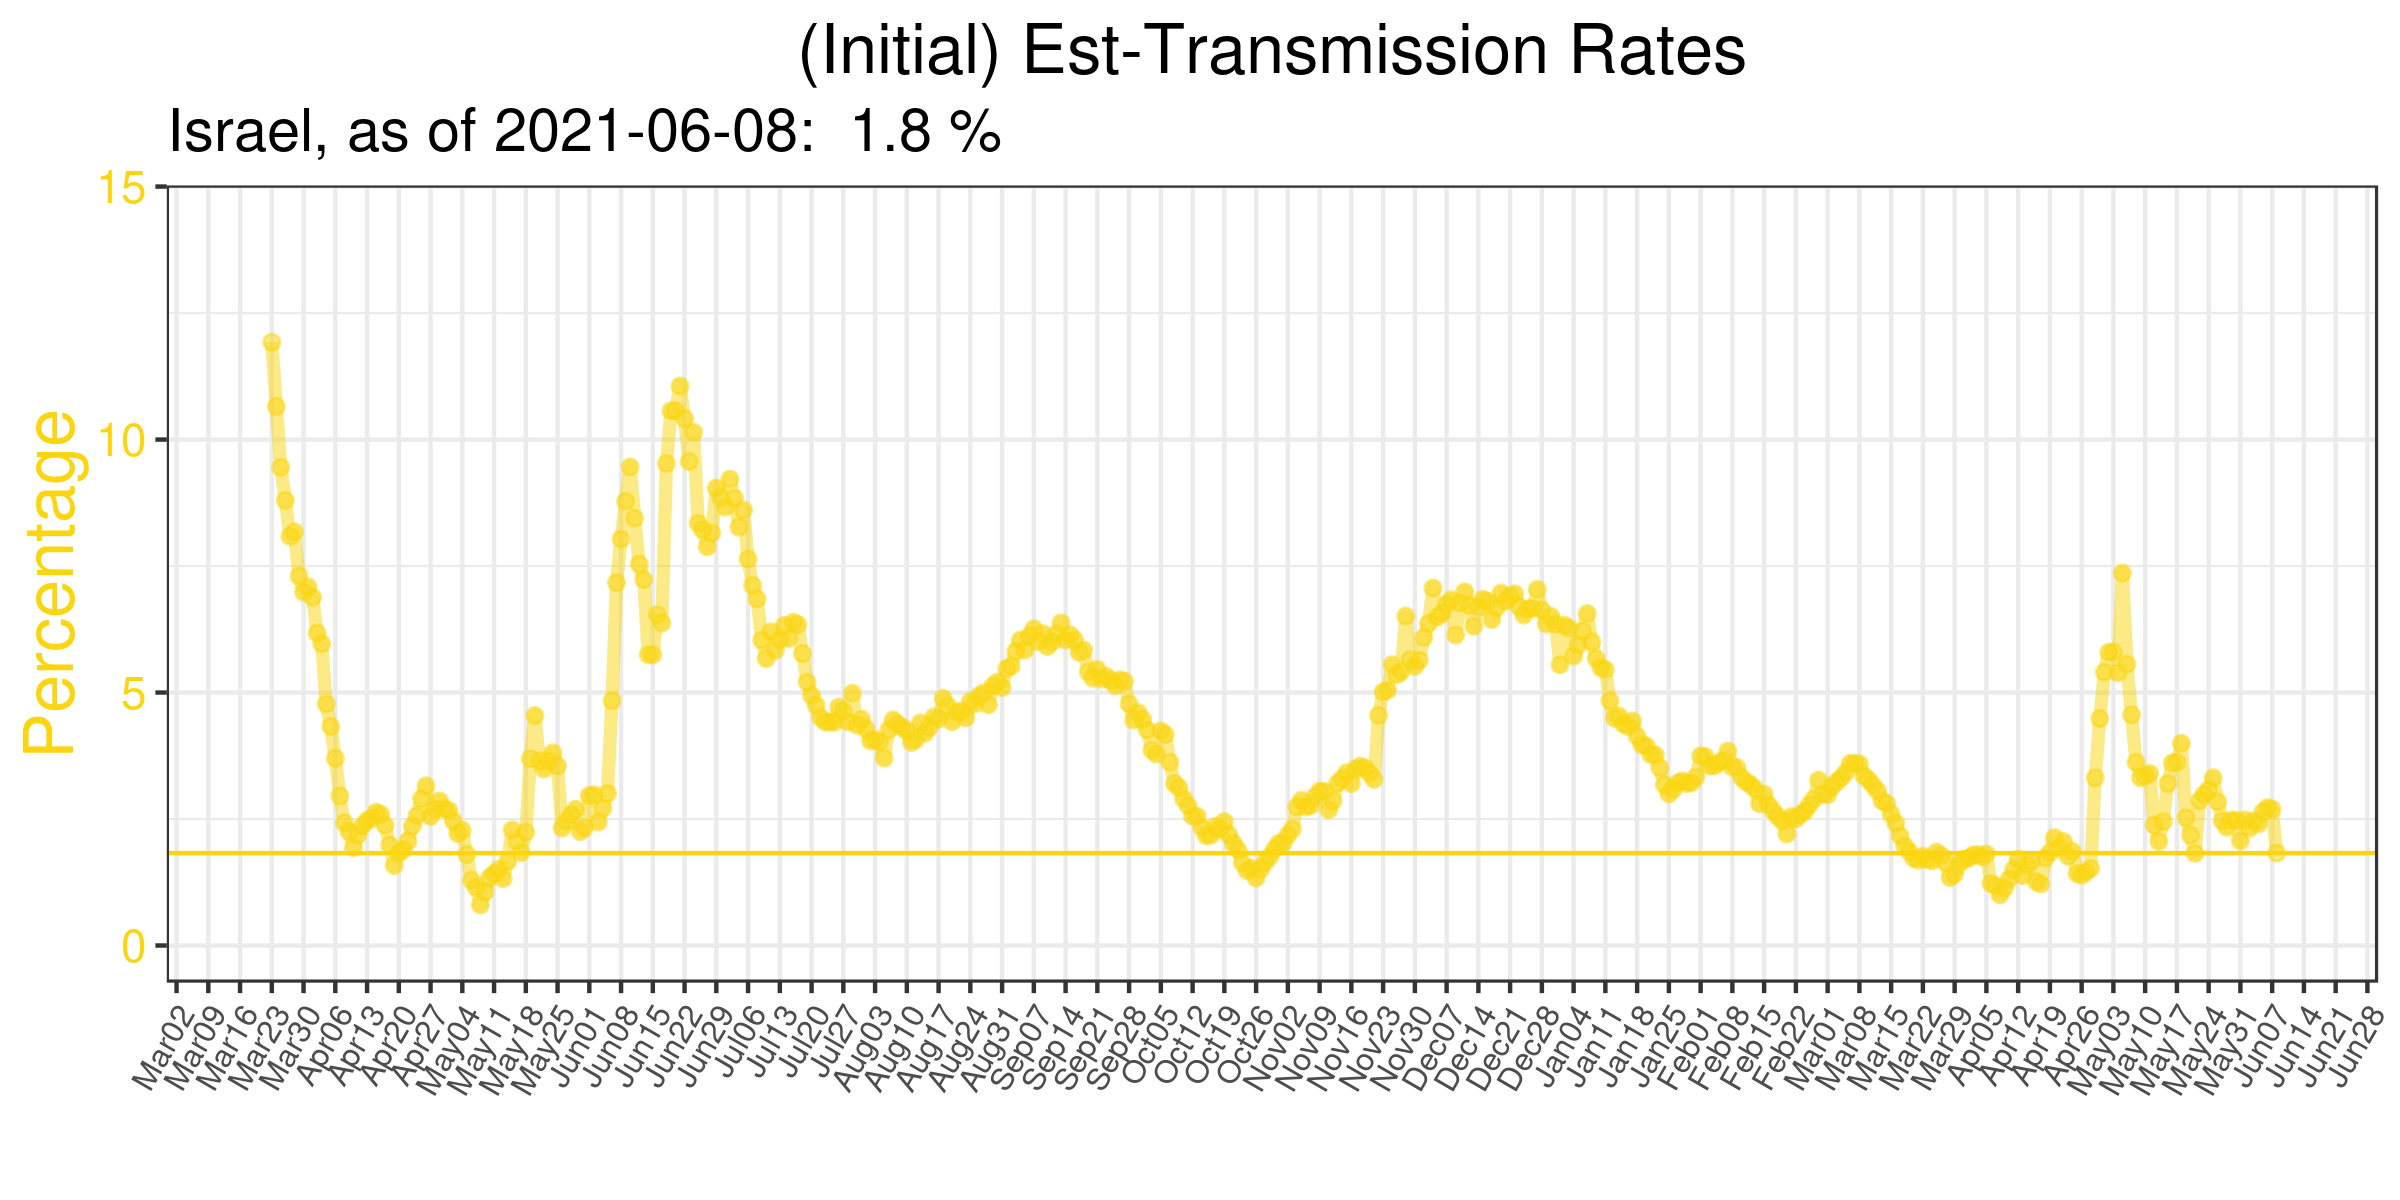 (Initial) Est-Transmission Rates
Israel, as of 2021-06-08:  1.8 %
Percentage
15
10
5
0
Mar02
Mar09
Mar16
Mar23
Mar30
Apr06
Apr13
Apr20
Apr27
May04
May11
May18
May25
Jun01
Jun08
Jun15
Jun22
Jun29
Jul06
Jul13
Jul20
Jul27
Aug03
Aug10
Aug17
Aug24
Aug31
Sep07
Sep14
Sep21
Sep28
Oct05
Oct12
Oct19
Oct26
Nov02
Nov09
Nov16
Nov23
Nov30
Dec07
Dec14
Dec21
Dec28
Jan04
Jan11
Jan18
Jan25
Feb01
Feb08
Feb15
Feb22
Mar01
Mar08
Mar15
Mar22
Mar29
Apr05
Apr12
Apr19
Apr26
May03
May10
May17
May24
May31
Jun07
Jun14
Jun21
Jun28